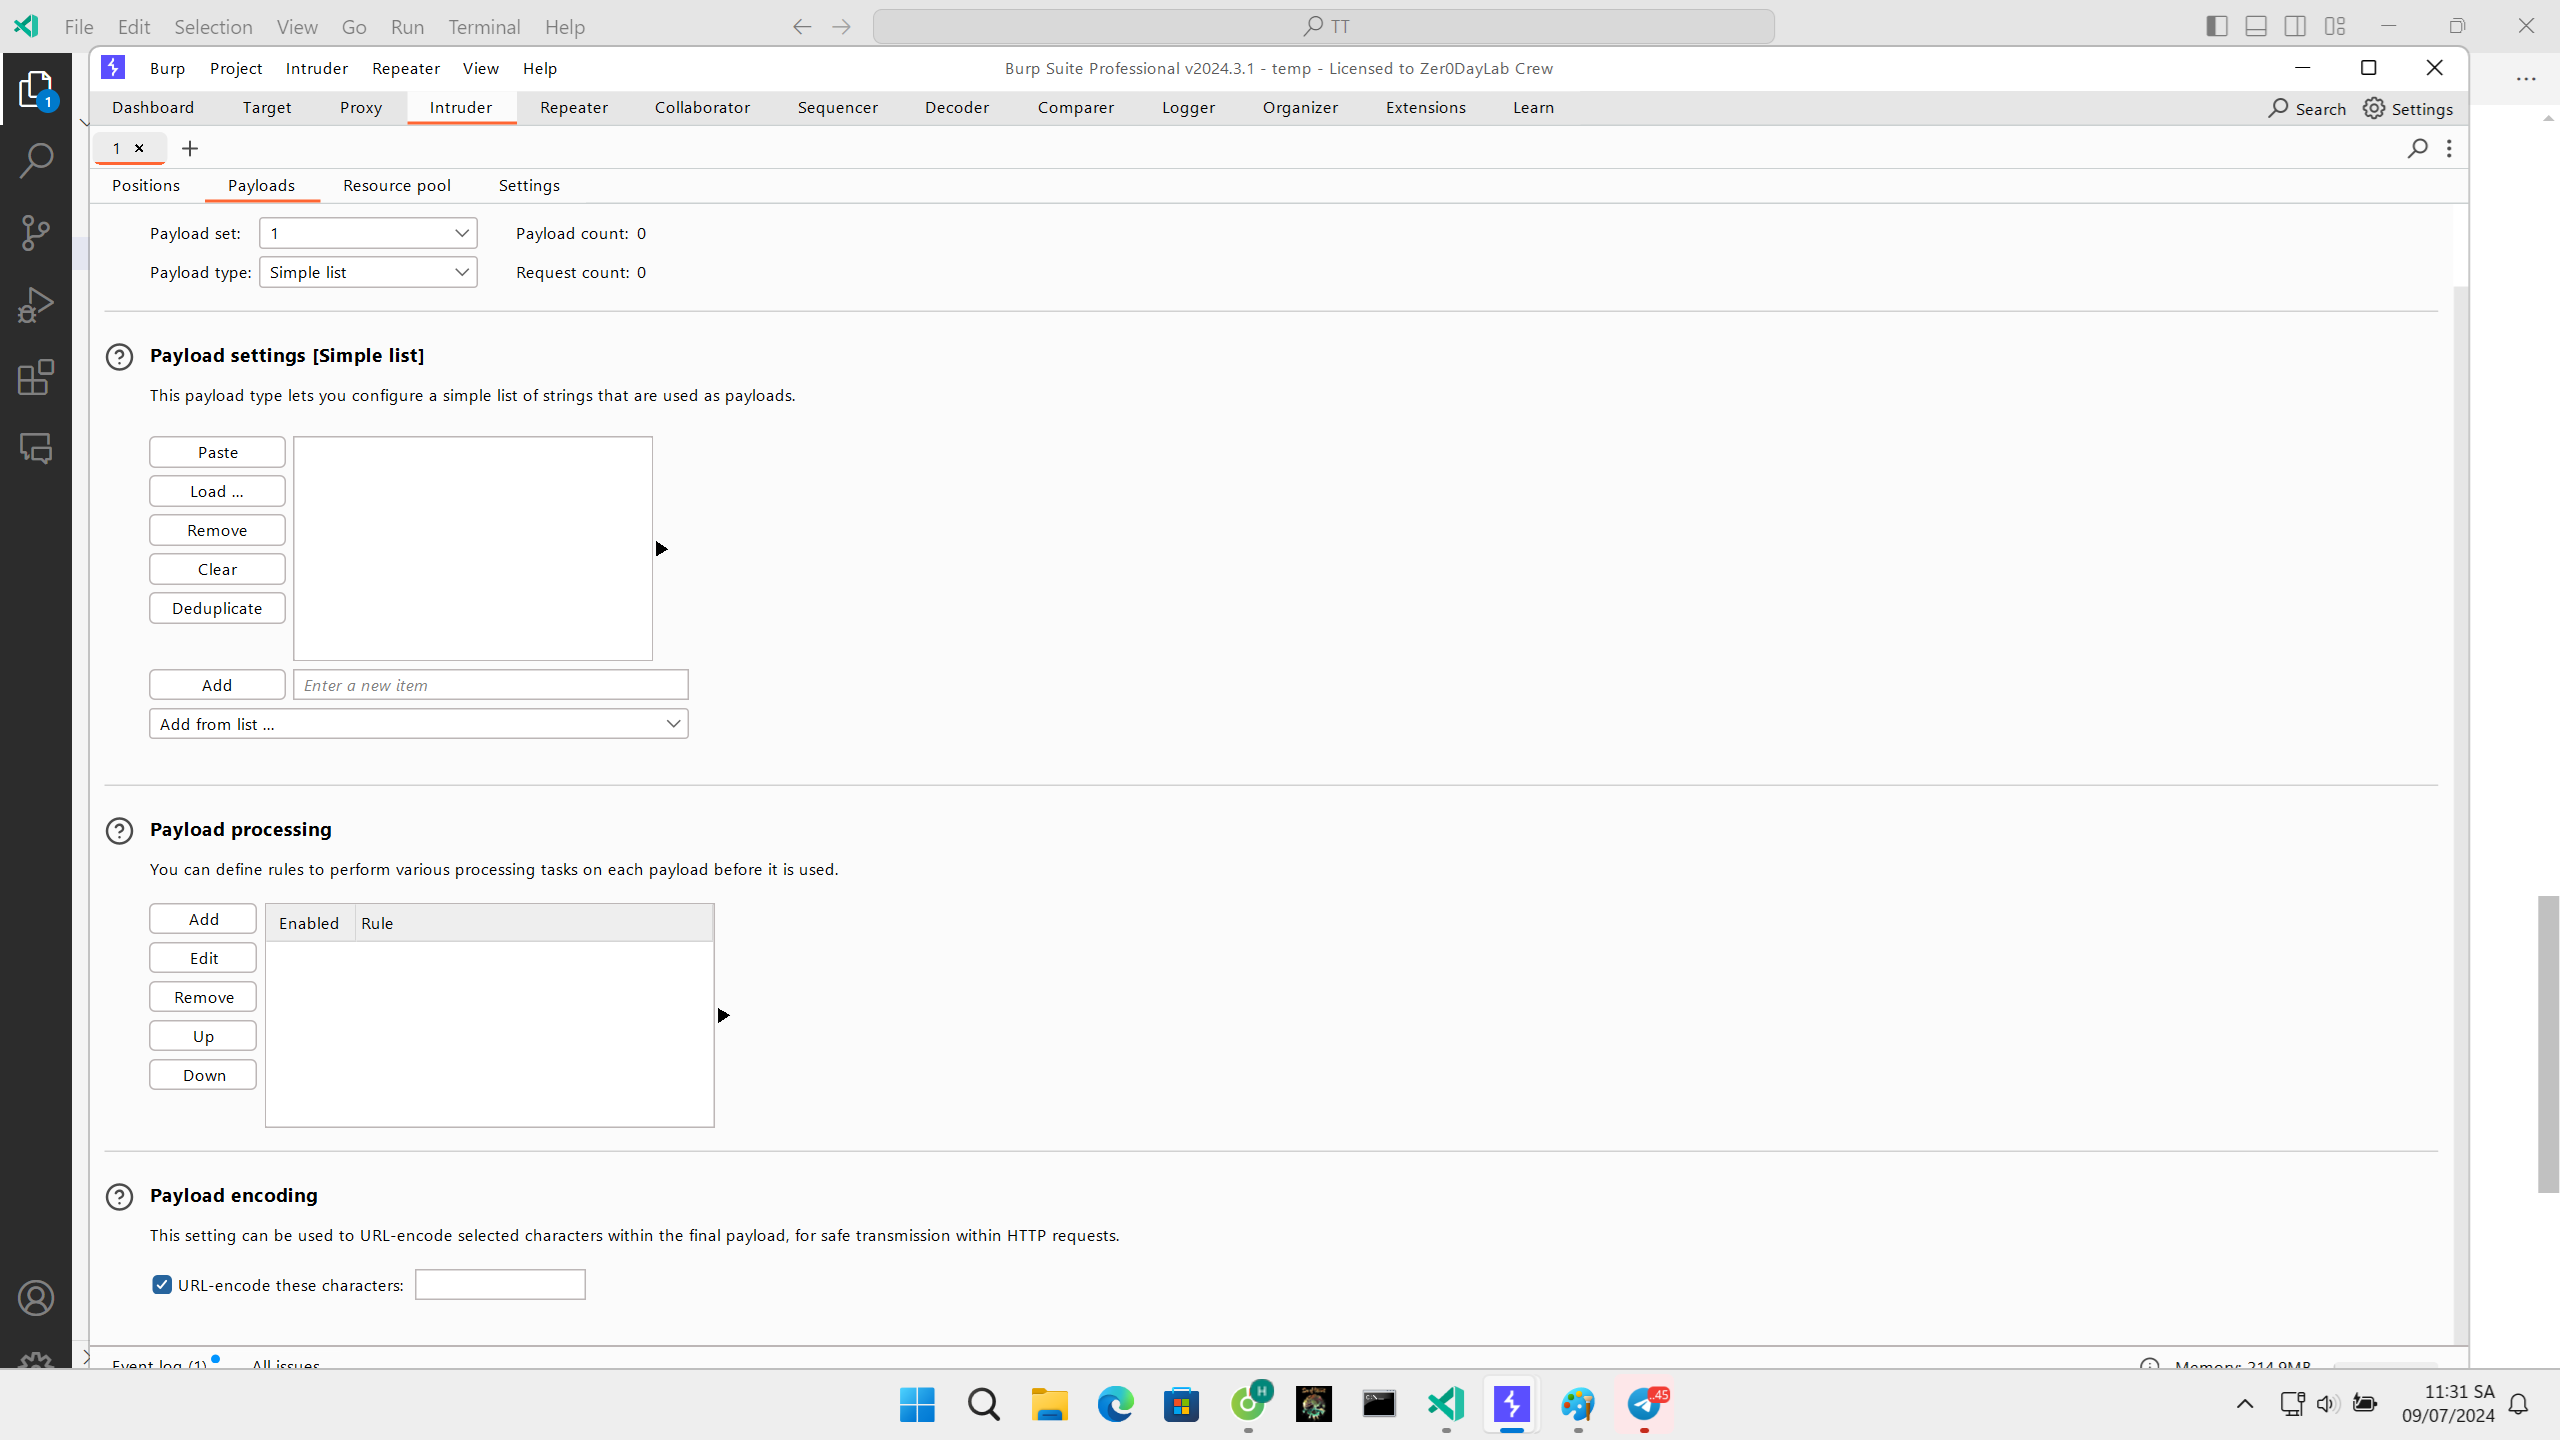 File Edit Selection View Go Run Terminal Help TT
Burp Project Intruder Repeater View Help Burp Suite Professional v2024.3.1 - temp - Licensed to Zer0DayLab Crew
1
Dashboard Target Proxy Intruder Repeater Collaborator Sequencer Decoder Comparer Logger Organizer Extensions Learn Search Settings
1 × +
Positions Payloads Resource pool Settings
Payload set: 1 Payload count: 0
Payload type: Simple list Request count: 0
Payload settings [Simple list]
This payload type lets you configure a simple list of strings that are used as payloads.
Paste
Load ...
Remove
Clear
Deduplicate
Add Enter a new item
Add from list ...
Payload processing
You can define rules to perform various processing tasks on each payload before it is used.
Add Enabled Rule
Edit
Remove
Up
Down
Payload encoding
This setting can be used to URL-encode selected characters within the final payload, for safe transmission within HTTP requests.
URL-encode these characters:
Event log (1) All issues Memory: 214.9MB
H
.45
11:31 SA
09/07/2024